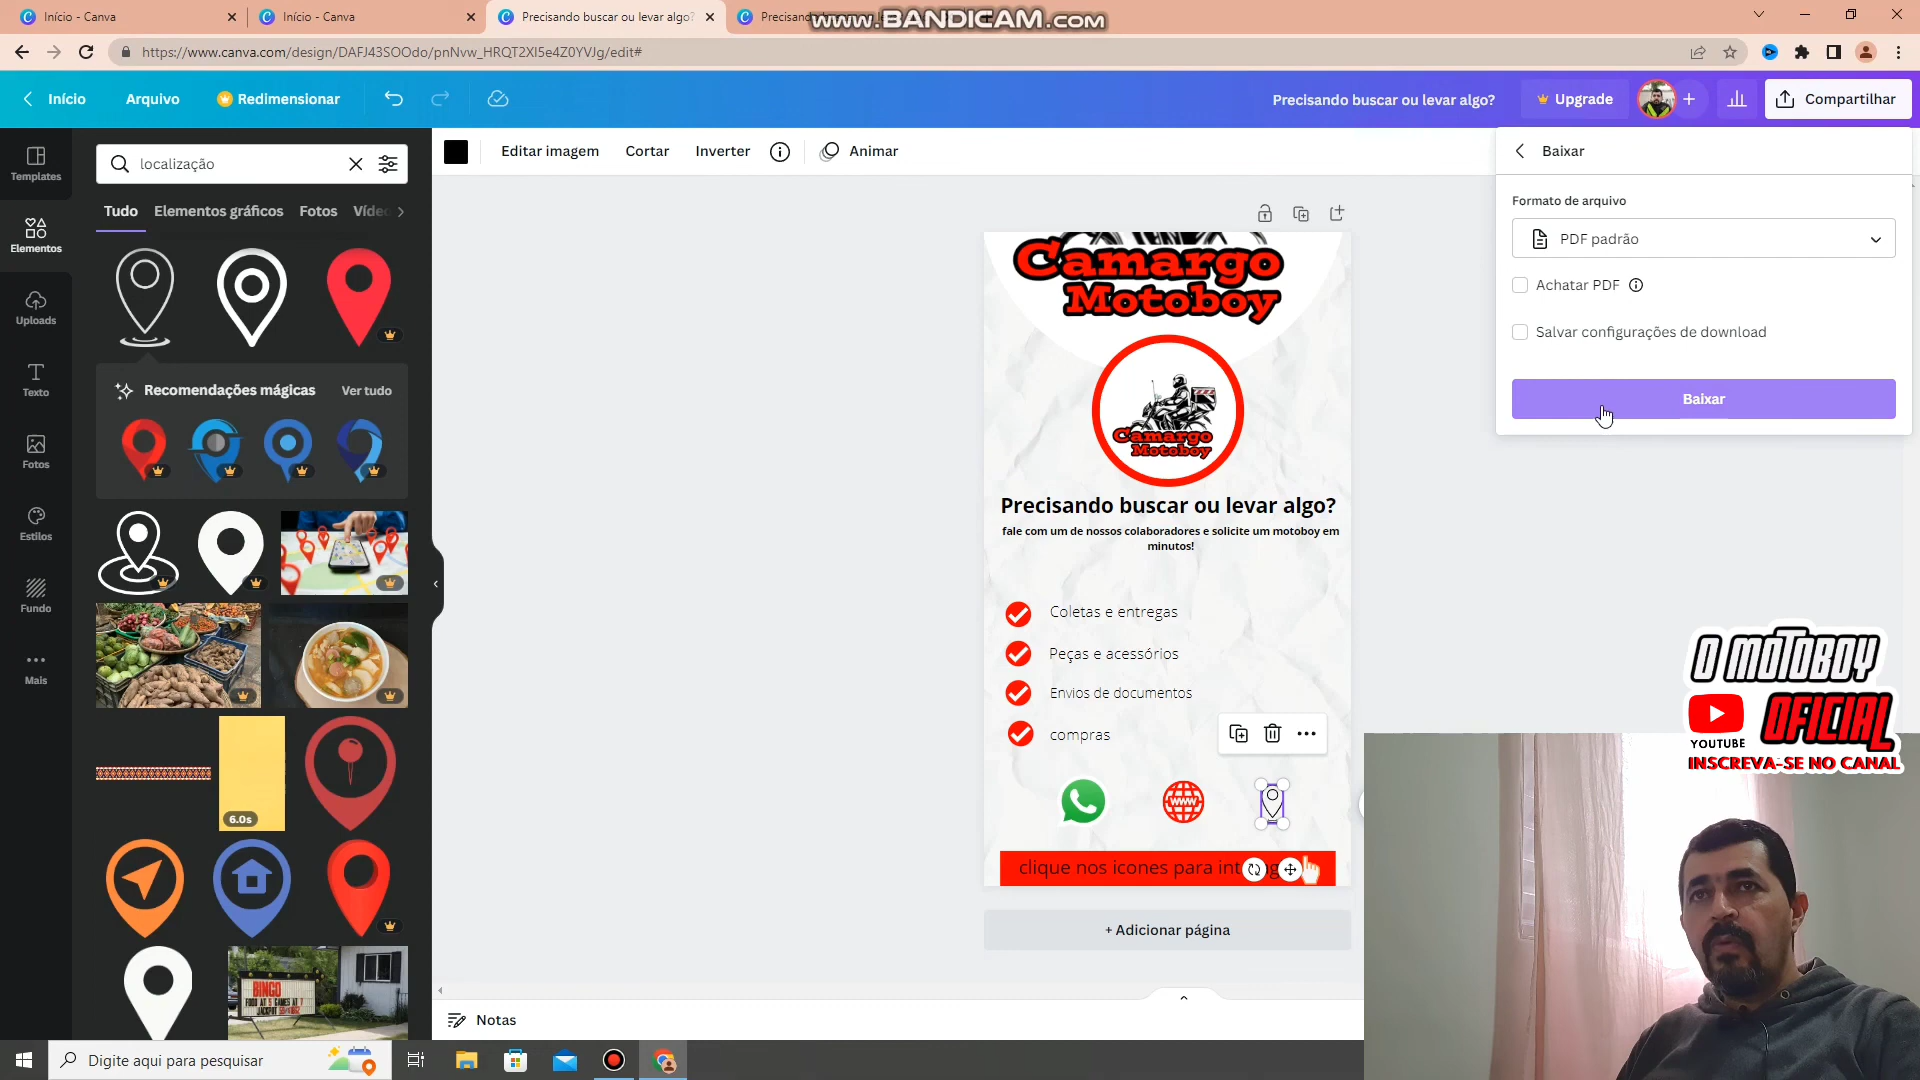 Início - Canva
Início - Canva
Precisando buscar ou levar algo?
www.BANDICAM.com
https://www.canva.com/design/DAFJ43SOOdo/pnNvw_HRQT2Xl5e4Z0YVJg/edit#
Início
Arquivo
Redimensionar
Precisando buscar ou levar algo?
Upgrade
Compartilhar
Templates
Elementos
Uploads
Texto
Fotos
Estilos
Fundo
Mais
localização
Tudo
Elementos gráficos
Fotos
Recomendações mágicas
Ver tudo
6.0s
BINGO
Editar imagem
Cortar
Inverter
Animar
Camargo
Motoboy
Camargo
Motoboy
Precisando buscar ou levar algo?
fale com um de nossos colaboradores e solicite um motoboy em
minutos!
Coletas e entregas
Peças e acessórios
Envios de documentos
compras
WWW
clique nos icones para
+ Adicionar página
Notas
Baixar
Formato de arquivo
PDF padrão
Achatar PDF
Salvar configurações de download
Baixar
O MOTOBOY
OFICIAL
YOUTUBE
INSCREVA-SE NO CANAL
Digite aqui para pesquisar